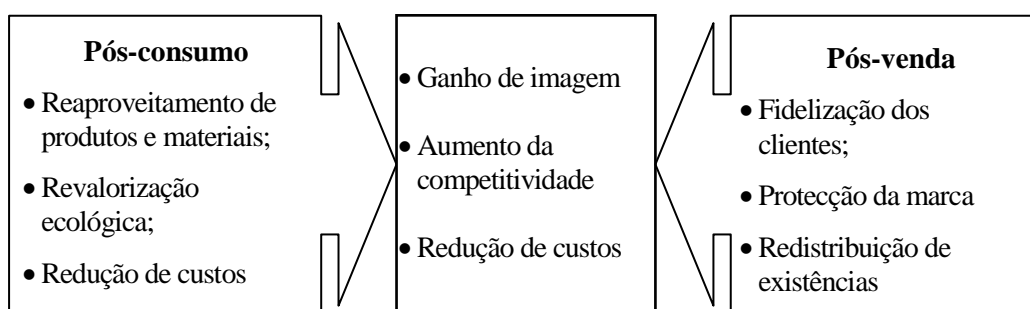 Pós-consumo
• Reaproveitamento de
produtos e materiais;
• Revalorização
ecológica;
• Redução de custos
• Ganho de imagem
• Aumento da
competitividade
• Redução de custos
Pós-venda
• Fidelização dos
clientes;
• Protecção da marca
• Redistribuição de
existências